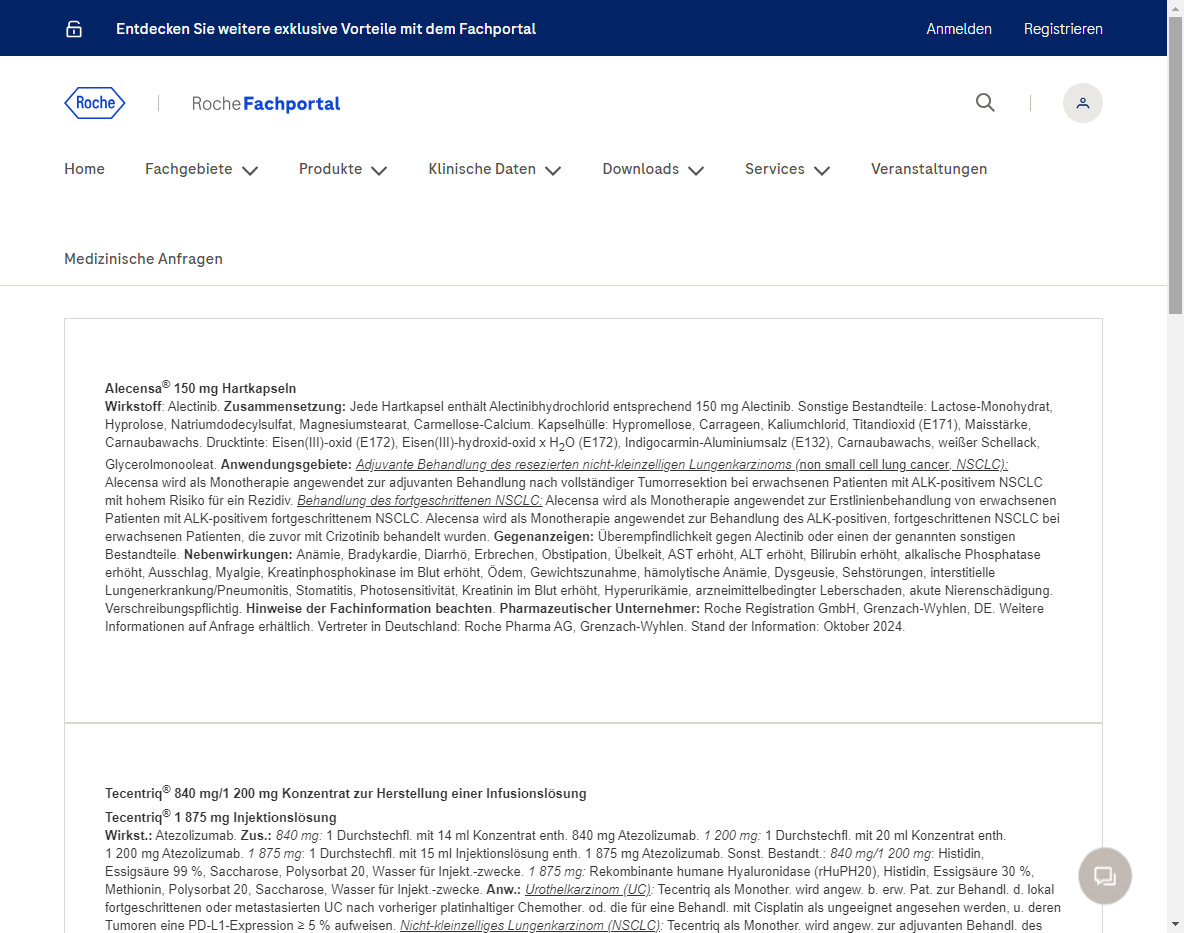 Entdecken Sie weitere exklusive Vorteile mit dem Fachportal
Anmelden
Registrieren
Roche
Roche Fachportal
Home
Fachgebiete
Produkte
Klinische Daten
Downloads
Services
Veranstaltungen
Medizinische Anfragen
Alecensa® 150 mg Hartkapseln
Wirkstoff: Alectinib. Zusammensetzung: Jede Hartkapsel enthält Alectinibhydrochlorid entsprechend 150 mg Alectinib. Sonstige Bestandteile: Lactose-Monohydrat,
Hyprolose, Natriumdodecylsulfat, Magnesiumstearat, Carmellose-Calcium. Kapselhülle: Hypromellose, Carrageen, Kaliumchlorid, Titandioxid (E171), Maisstärke,
Carnaubawachs. Drucktinte: Eisen(III)-oxid (E172), Eisen(III)-hydroxid-oxid x H2O (E172), Indigocarmin-Aluminiumsalz (E132), Carnaubawachs, weißer Schellack,
Glycerolmonooleat. Anwendungsgebiete: Adjuvante Behandlung des resezierten nicht-kleinzelligen Lungenkarzinoms (non small cell lung cancer, NSCLC):
Alecensa wird als Monotherapie angewendet zur adjuvanten Behandlung nach vollständiger Tumorresektion bei erwachsenen Patienten mit ALK-positivem NSCLC
mit hohem Risiko für ein Rezidiv. Behandlung des fortgeschrittenen NSCLC: Alecensa wird als Monotherapie angewendet zur Erstlinienbehandlung von erwachsenen
Patienten mit ALK-positivem fortgeschrittenem NSCLC. Alecensa wird als Monotherapie angewendet zur Behandlung des ALK-positiven, fortgeschrittenen NSCLC bei
erwachsenen Patienten, die zuvor mit Crizotinib behandelt wurden. Gegenanzeigen: Überempfindlichkeit gegen Alectinib oder einen der genannten sonstigen
Bestandteile. Nebenwirkungen: Anämie, Bradykardie, Diarrhö, Erbrechen, Obstipation, Übelkeit, AST erhöht, ALT erhöht, Bilirubin erhöht, alkalische Phosphatase
erhöht, Ausschlag, Myalgie, Kreatinphosphokinase im Blut erhöht, Ödem, Gewichtszunahme, hämolytische Anämie, Dysgeusie, Sehstörungen, interstitielle
Lungenerkrankung/Pneumonitis, Stomatitis, Photosensitivität, Kreatinin im Blut erhöht, Hyperurikämie, arzneimittelbedingter Leberschaden, akute Nierenschädigung.
Verschreibungspflichtig. Hinweise der Fachinformation beachten. Pharmazeutischer Unternehmer: Roche Registration GmbH, Grenzach-Wyhlen, DE. Weitere
Informationen auf Anfrage erhältlich. Vertreter in Deutschland: Roche Pharma AG, Grenzach-Wyhlen. Stand der Information: Oktober 2024.
Tecentriq® 840 mg/1 200 mg Konzentrat zur Herstellung einer Infusionslösung
Tecentriq® 1 875 mg Injektionslösung
Wirkst.: Atezolizumab. Zus.: 840 mg: 1 Durchstechfl. mit 14 ml Konzentrat enth. 840 mg Atezolizumab. 1 200 mg: 1 Durchstechfl. mit 20 ml Konzentrat enth.
1 200 mg Atezolizumab. 1 875 mg: 1 Durchstechfl. mit 15 ml Injektionslösung enth. 1 875 mg Atezolizumab. Sonst. Bestandt.: 840 mg/1 200 mg: Histidin,
Essigsäure 99 %, Saccharose, Polysorbat 20, Wasser für Injekt.-zwecke. 1 875 mg: Rekombinante humane Hyaluronidase (rHuPH20), Histidin, Essigsäure 30 %,
Methionin, Polysorbat 20, Saccharose, Wasser für Injekt.-zwecke. Anw.: Urothelkarzinom (UC): Tecentriq als Monother. wird angew. b. erw. Pat. zur Behandl. d. lokal
fortgeschrittenen oder metastasierten UC nach vorheriger platinhaltiger Chemother. od. die für eine Behandl. mit Cisplatin als ungeeignet angesehen werden, u. deren
Tumoren eine PD-L1-Expression ≥ 5 % aufweisen. Nicht-kleinzelliges Lungenkarzinom (NSCLC): Tecentriq als Monother. wird angew. zur adjuvanten Behandl. des